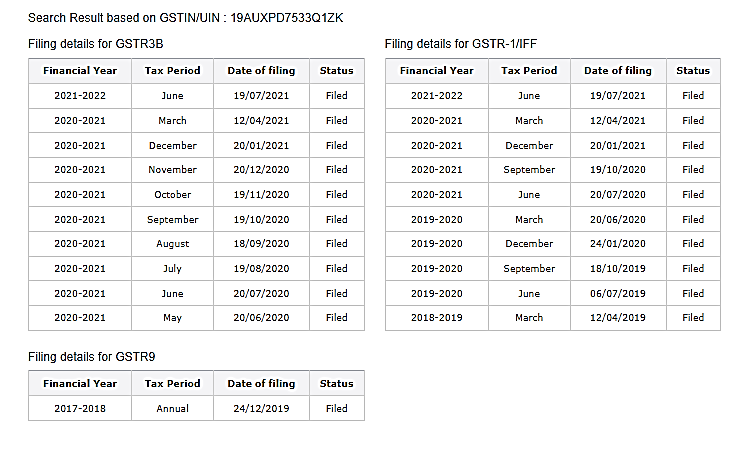 Search Result based on GSTIN/UIN : 19AUXPD7533Q1ZK
Filing details for GSTR3B
Financial Year Tax Period Date of filing Status
2021-2022 June 19/07/2021 Filed
2020-2021 March 12/04/2021 Filed
2020-2021 December 20/01/2021 Filed
2020-2021 November 20/12/2020 Filed
2020-2021 October 19/11/2020 Filed
2020-2021 September 19/10/2020 Filed
2020-2021 August 18/09/2020 Filed
2020-2021 July 19/08/2020 Filed
2020-2021 June 20/07/2020 Filed
2020-2021 May 20/06/2020 Filed
Filing details for GSTR-1/IFF
Financial Year Tax Period Date of filing Status
2021-2022 June 19/07/2021 Filed
2020-2021 March 12/04/2021 Filed
2020-2021 December 20/01/2021 Filed
2020-2021 September 19/10/2020 Filed
2020-2021 June 20/07/2020 Filed
2019-2020 March 20/06/2020 Filed
2019-2020 December 24/01/2020 Filed
2019-2020 September 18/10/2019 Filed
2019-2020 June 06/07/2019 Filed
2018-2019 March 12/04/2019 Filed
Filing details for GSTR9
Financial Year Tax Period Date of filing Status
2017-2018 Annual 24/12/2019 Filed